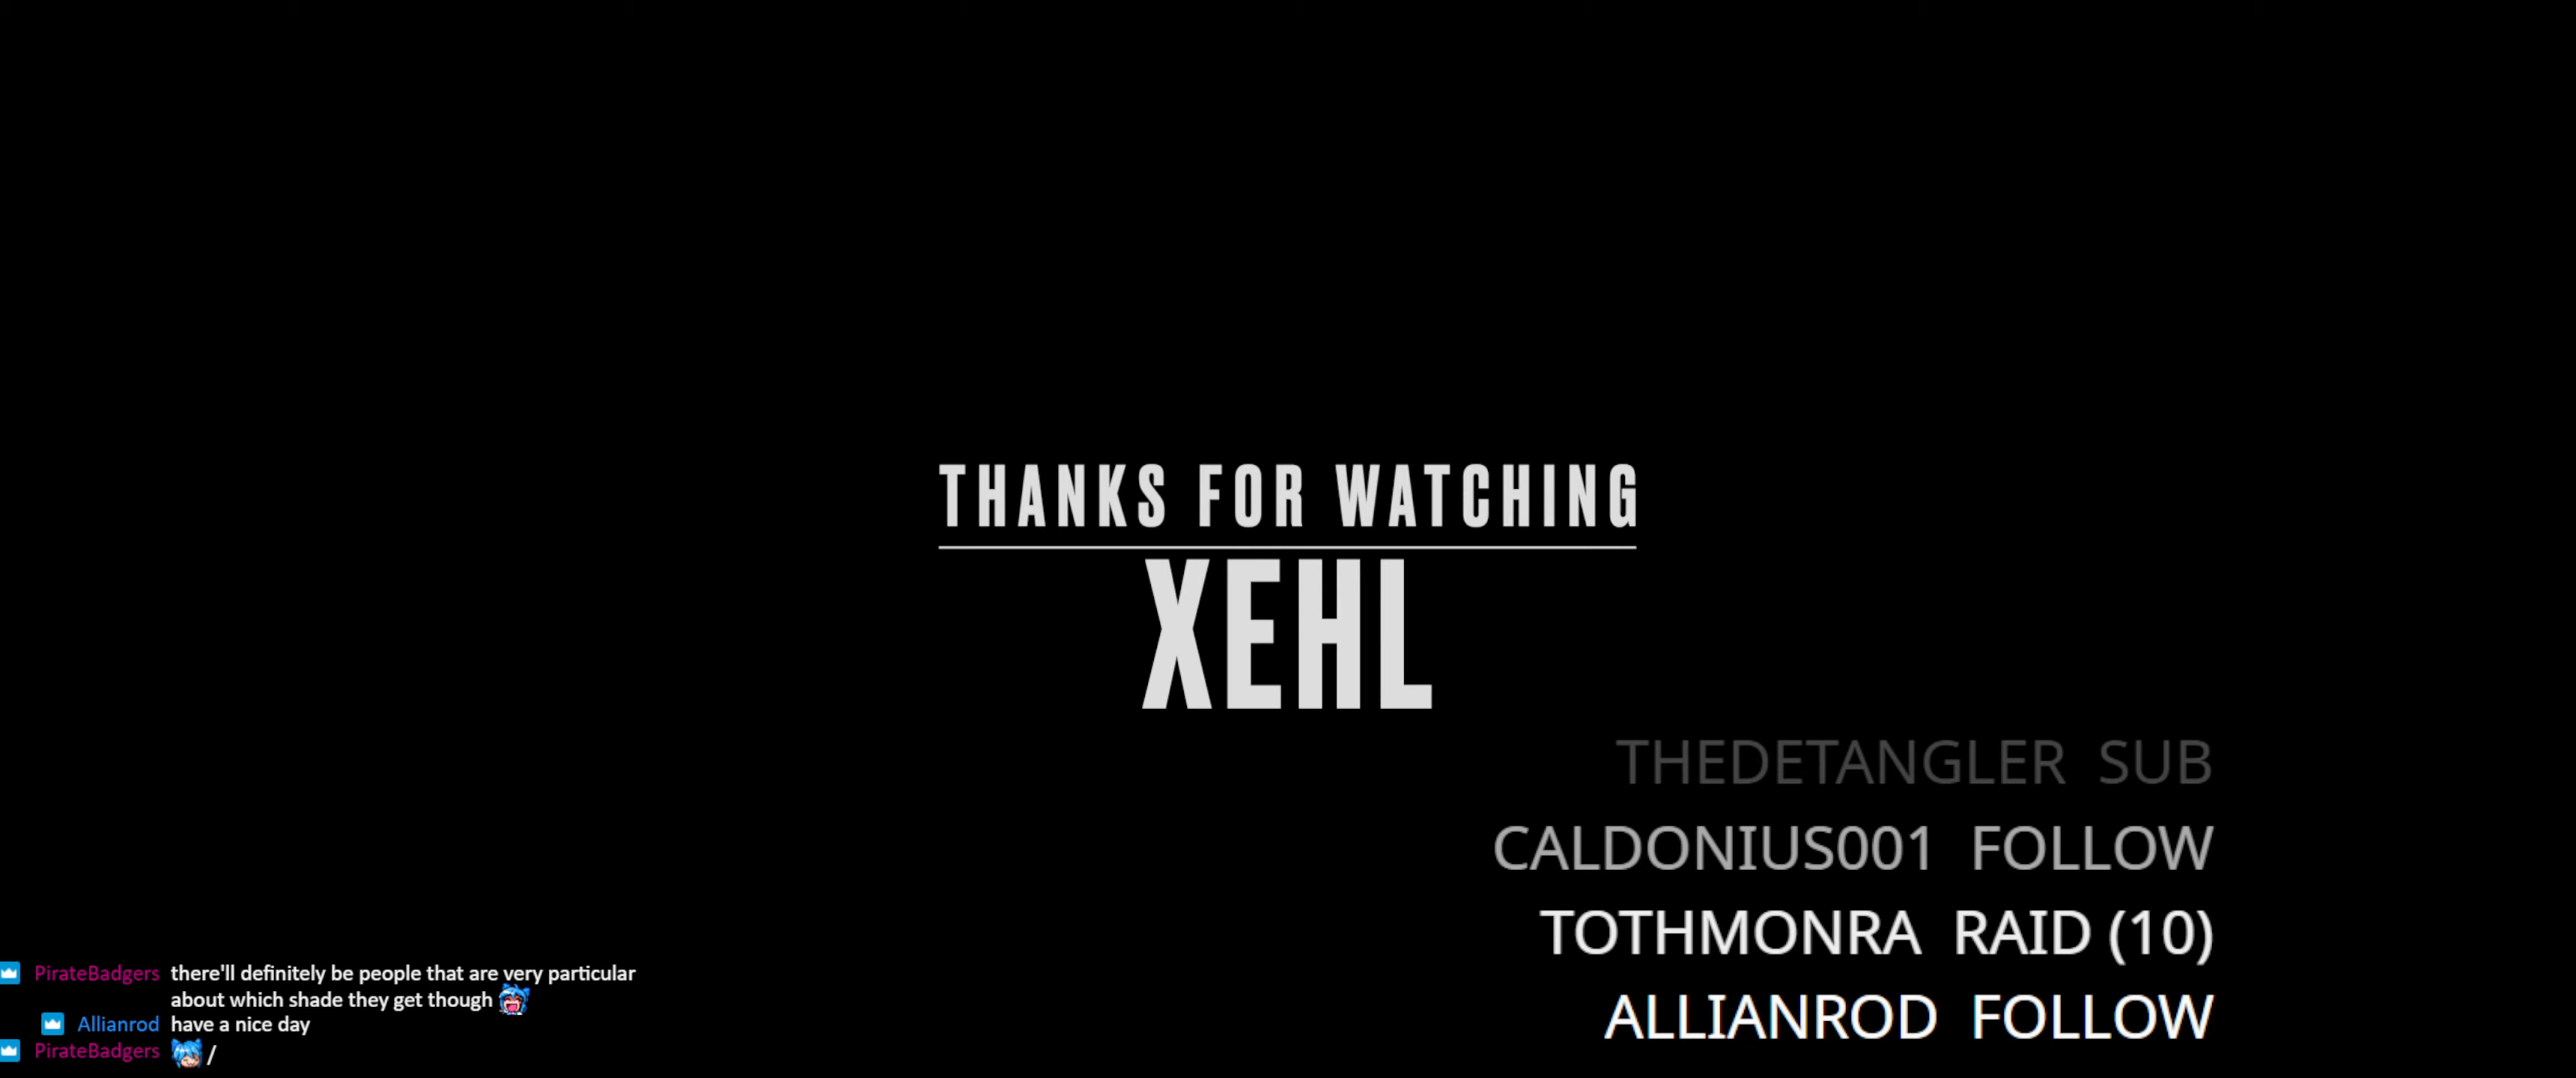 THANKS FOR WATCHING
XEHL
THEDETANGLER SUB
CALDONIUS001 FOLLOW
TOTHMONRA RAID (10)
ALLIANROD FOLLOW
PirateBadgers there'll definitely be people that are very particular
about which shade they get though
Allianrod have a nice day
PirateBadgers /